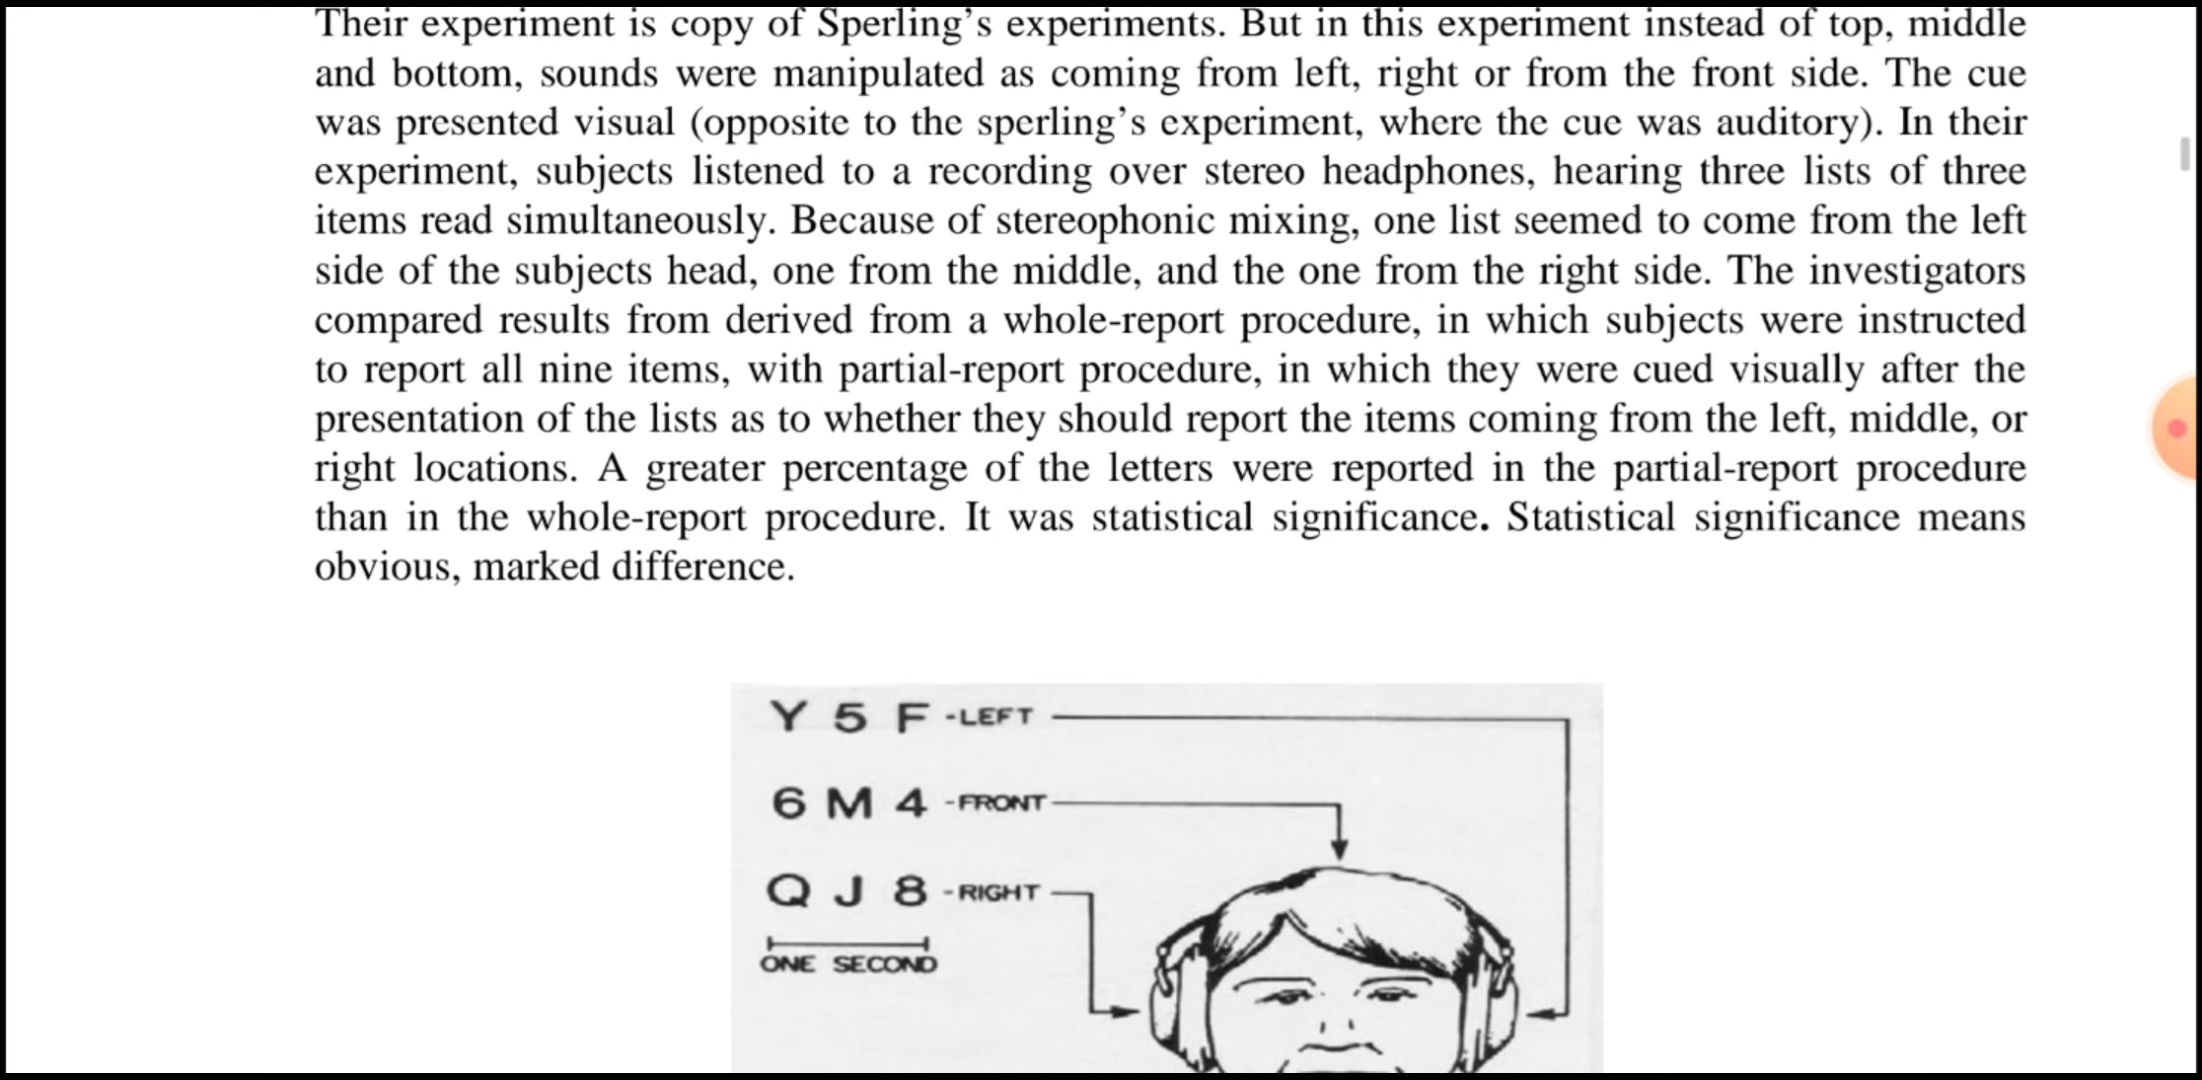 Their experiment is copy of Sperling's experiments. But in this experiment instead of top, middle
and bottom, sounds were manipulated as coming from left, right or from the front side. The cue
was presented visual (opposite to the sperling's experiment, where the cue was auditory). In their
experiment, subjects listened to a recording over stereo headphones, hearing three lists of three
items read simultaneously. Because of stereophonic mixing, one list seemed to come from the left
side of the subjects head, one from the middle, and the one from the right side. The investigators
compared results from derived from a whole-report procedure, in which subjects were instructed
to report all nine items, with partial-report procedure, in which they were cued visually after the
presentation of the lists as to whether they should report the items coming from the left, middle, or
right locations. A greater percentage of the letters were reported in the partial-report procedure
than in the whole-report procedure. It was statistical significance. Statistical significance means
obvious, marked difference.
Y 5 F -LEFT
6 M 4 -FRONT
Q J 8 -RIGHT
ONE SECOND